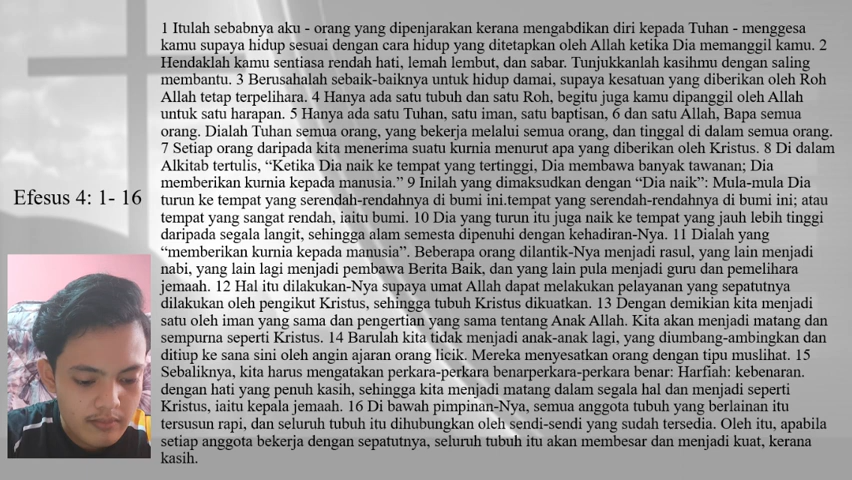 1 Itulah sebabnya aku - orang yang dipenjarakan kerana mengabdikan diri kepada Tuhan - menggesa
kamu supaya hidup sesuai dengan cara hidup yang ditetapkan oleh Allah ketika Dia memanggil kamu. 2
Hendaklah kamu sentiasa rendah hati, lemah lembut, dan sabar. Tunjukkanlah kasihmu dengan saling
membantu. 3 Berusahalah sebaik-baiknya untuk hidup damai, supaya kesatuan yang diberikan oleh Roh
Allah tetap terpelihara. 4 Hanya ada satu tubuh dan satu Roh, begitu juga kamu dipanggil oleh Allah
untuk satu harapan. 5 Hanya ada satu Tuhan, satu iman, satu baptisan, 6 dan satu Allah, Bapa semua
orang. Dialah Tuhan semua orang, yang bekerja melalui semua orang, dan tinggal di dalam semua orang.
7 Setiap orang daripada kita menerima suatu kurnia menurut apa yang diberikan oleh Kristus. 8 Di dalam
Alkitab tertulis, “Ketika Dia naik ke tempat yang tertinggi, Dia membawa banyak tawanan; Dia
memberikan kurnia kepada manusia.” 9 Inilah yang dimaksudkan dengan “Dia naik”: Mula-mula Dia
turun ke tempat yang serendah-rendahnya di bumi ini.tempat yang serendah-rendahnya di bumi ini; atau
tempat yang sangat rendah, iaitu bumi. 10 Dia yang turun itu juga naik ke tempat yang jauh lebih tinggi
daripada segala langit, sehingga alam semesta dipenuhi dengan kehadiran-Nya. 11 Dialah yang
“memberikan kurnia kepada manusia”. Beberapa orang dilantik-Nya menjadi rasul, yang lain menjadi
nabi, yang lain lagi menjadi pembawa Berita Baik, dan yang lain pula menjadi guru dan pemelihara
jemaah. 12 Hal itu dilakukan-Nya supaya umat Allah dapat melakukan pelayanan yang sepatutnya
dilakukan oleh pengikut Kristus, sehingga tubuh Kristus dikuatkan. 13 Dengan demikian kita menjadi
satu oleh iman yang sama dan pengertian yang sama tentang Anak Allah. Kita akan menjadi matang dan
sempurna seperti Kristus. 14 Barulah kita tidak menjadi anak-anak lagi, yang diumbang-ambingkan dan
ditiup ke sana sini oleh angin ajaran orang licik. Mereka menyesatkan orang dengan tipu muslihat. 15
Sebaliknya, kita harus mengatakan perkara-perkara benarperkara-perkara benar: Harfiah: kebenaran.
dengan hati yang penuh kasih, sehingga kita menjadi matang dalam segala hal dan menjadi seperti
Kristus, iaitu kepala jemaah. 16 Di bawah pimpinan-Nya, semua anggota tubuh yang berlainan itu
tersusun rapi, dan seluruh tubuh itu dihubungkan oleh sendi-sendi yang sudah tersedia. Oleh itu, apabila
setiap anggota bekerja dengan sepatutnya, seluruh tubuh itu akan membesar dan menjadi kuat, kerana
kasih.
Efesus 4: 1- 16